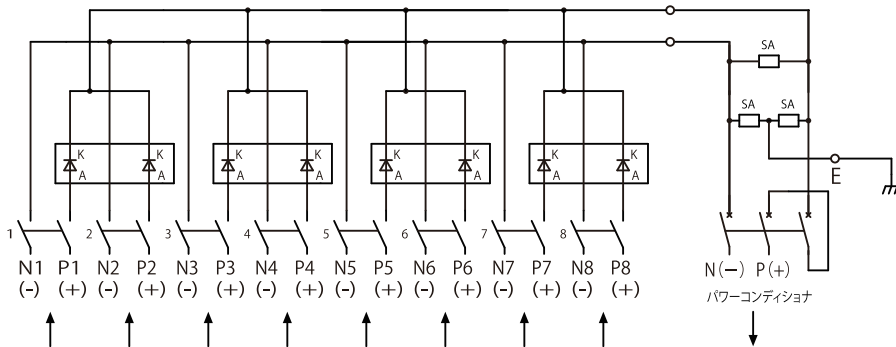 SA
SA SA
K K K K K K K K
A A A A A A A A
E
1 2 3 4 5 6 7 8
N1 P1 N2 P2 N3 P3 N4 P4 N5 P5 N6 P6 N7 P7 N8 P8 N(-) P(+)
(-) (+) (-) (+) (-) (+) (-) (+) (-) (+) (-) (+) (-) (+) (-) (+)
パワーコンディショナ